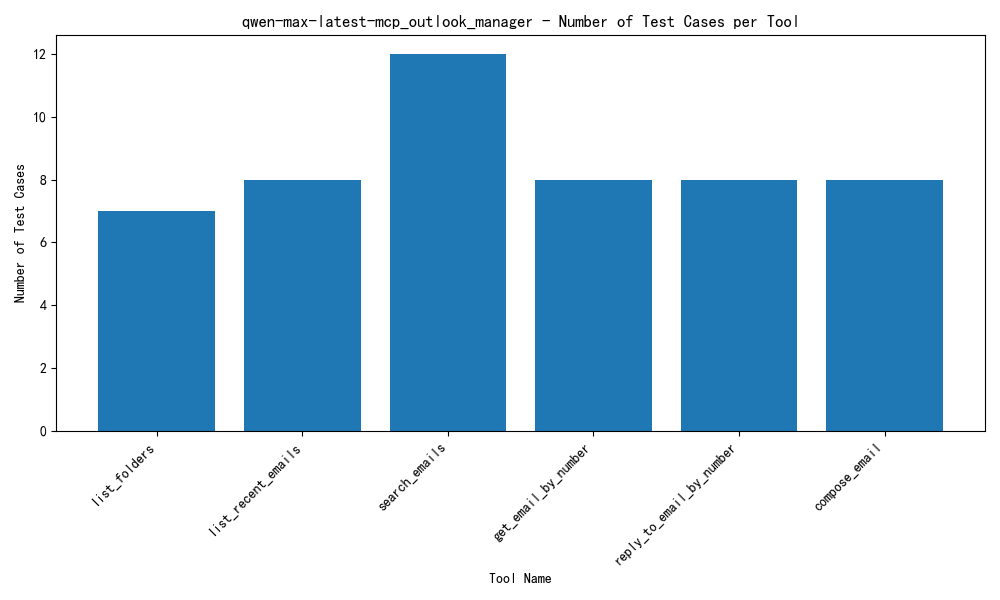 qwen-max-latest-mcp_outlook_manager - Number of Test Cases per Tool
Number of Test Cases
12
10
8
6
4
2
0
list_folders
list_recent_emails
search_emails
get_email_by_number
reply_to_email_by_number
compose_email
Tool Name